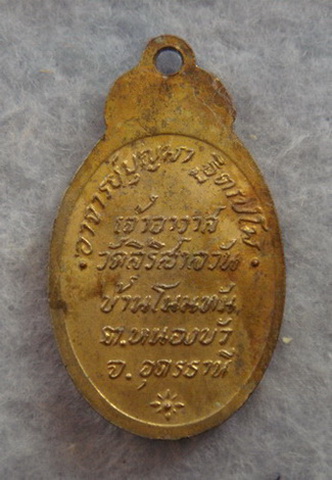 อาจารย์บุญมา ฐิตเปโม
เจ้าอาวาส
วัดสิริสาลวัน
บ้านโนนทัน
ต.หนองบัว
จ.อุดรธานี